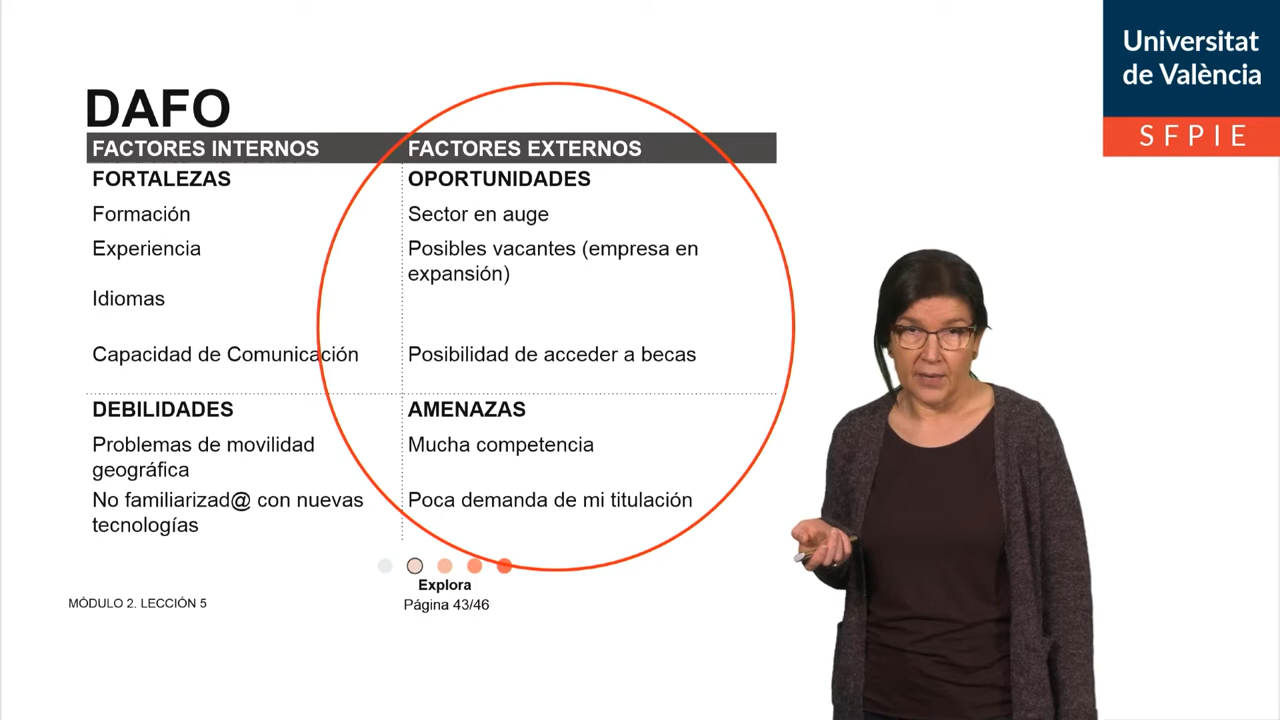 Universitat
de València
SFPIE
DAFO
FACTORES INTERNOS
FACTORES EXTERNOS
FORTALEZAS
OPORTUNIDADES
Formación
Sector en auge
Experiencia
Posibles vacantes (empresa en
expansión)
Idiomas
Capacidad de Comunicación
Posibilidad de acceder a becas
DEBILIDADES
AMENAZAS
Problemas de movilidad
geográfica
Mucha competencia
No familiarizad@ con nuevas
tecnologías
Poca demanda de mi titulación
Explora
MÓDULO 2. LECCIÓN 5
Página 43/46